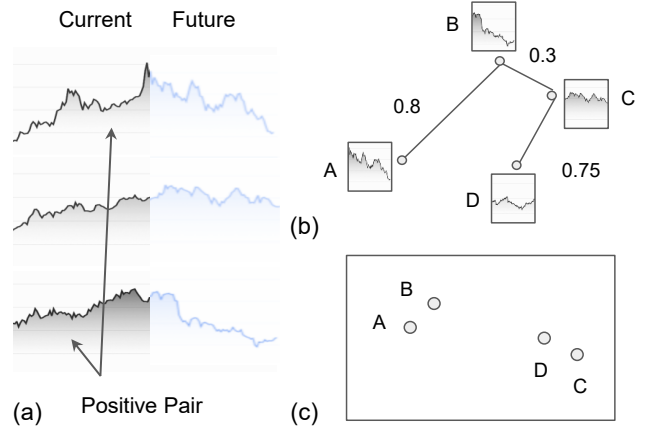 Current Future
(a)
Positive Pair
B
0.3
0.8
C
A
0.75
D
(b)
B
A
D
C
(c)